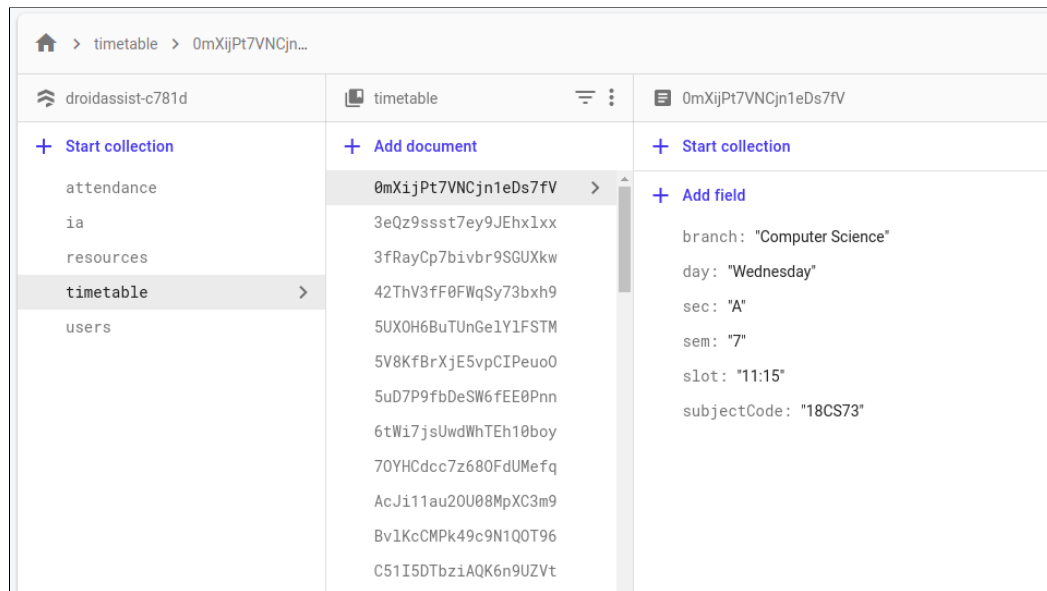 timetable > 0mXijPt7VNCjn…
droidassist-c781d
Start collection
attendance
ia
resources
timetable
users
timetable
Add document
0mXijPt7VNCjn1eDs7fV
3eQz9ssst7ey9JEhxlxx
3fRayCp7bivbr9SGUXkw
42ThV3fF0FWqSy73bxh9
5UXOH6BuTUnGelYlFSTM
5V8KfBrXjE5vpCIPeuoO
5uD7P9fbDeSW6fEE0Pnn
6tWi7jsUwdWhTEh10boy
7OYHCdcc7z68OFdUMefq
AcJi11au2OU08MpXC3m9
BvlKcCMPk49c9N1QOT96
C51I5DTbziAQK6n9UZVt
0mXijPt7VNCjn1eDs7fV
Start collection
Add field
branch: "Computer Science"
day: "Wednesday"
sec: "A"
sem: "7"
slot: "11:15"
subjectCode: "18CS73"